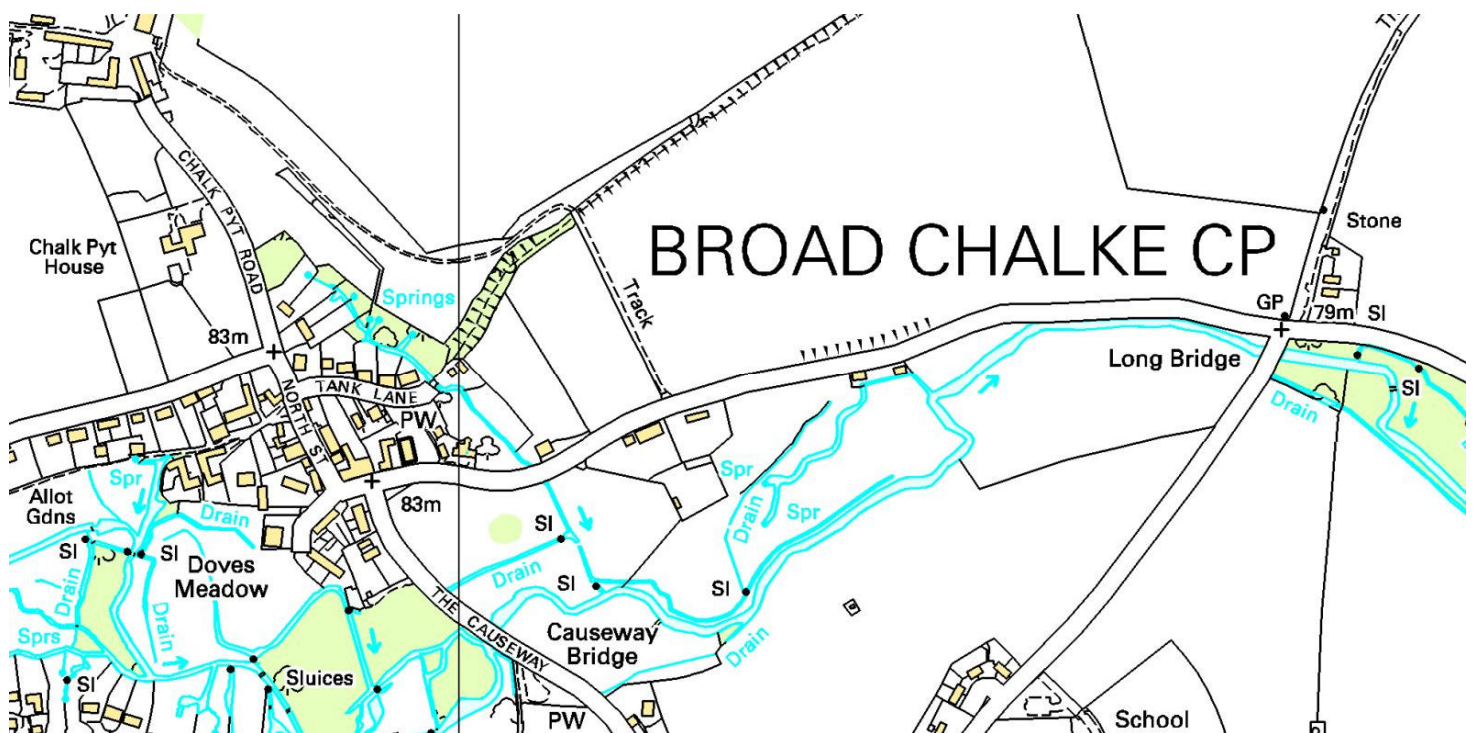 CHALK PYT ROAD
Chalk Pyt
House
Springs
Track
BROAD CHALKE CP
Stone
GP
79m
Sl
83m
Long Bridge
TANK LANE
NORTH ST
PW
Sl
Drain
Allot
Gdns
Spr
Drain
83m
Spr
Drain
Spr
Sl
Sl
Sl
Doves
Meadow
Drain
Sl
Sl
Drain
Drain
THE CAUSEWAY
Causeway
Bridge
Drain
Sprs
Sl
Sluices
PW
School